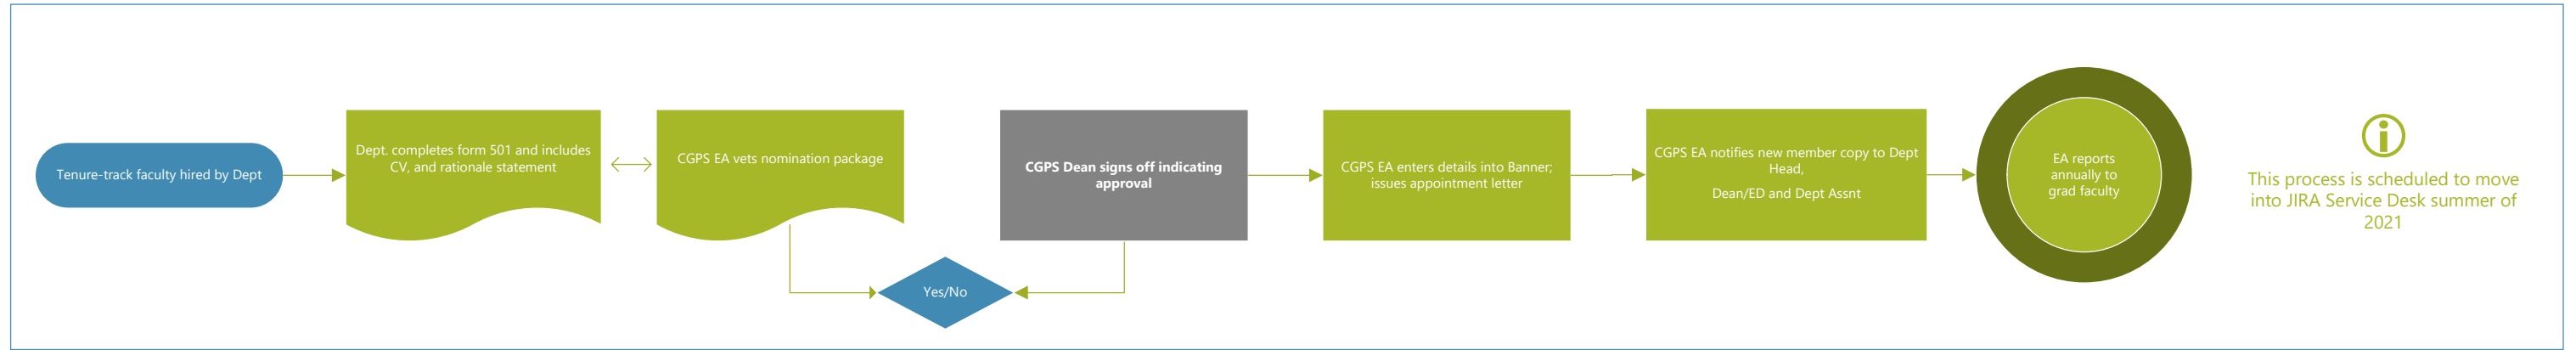 Tenure-track faculty hired by Dept
Dept. completes form 501 and includes
CV, and rationale statement
CGPS EA vets nomination package
Yes/No
CGPS Dean signs off indicating
approval
CGPS EA enters details into Banner;
issues appointment letter
CGPS EA notifies new member copy to Dept
Head,
Dean/ED and Dept Assnt
EA reports
annually to
grad faculty
This process is scheduled to move
into JIRA Service Desk summer of
2021